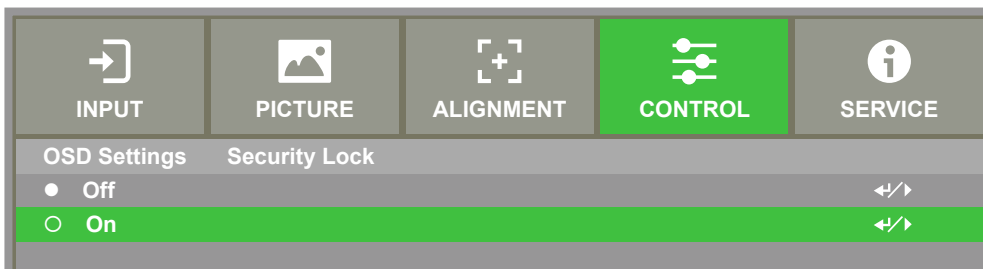 INPUT PICTURE ALIGNMENT CONTROL SERVICE
OSD Settings Security Lock
Off
On